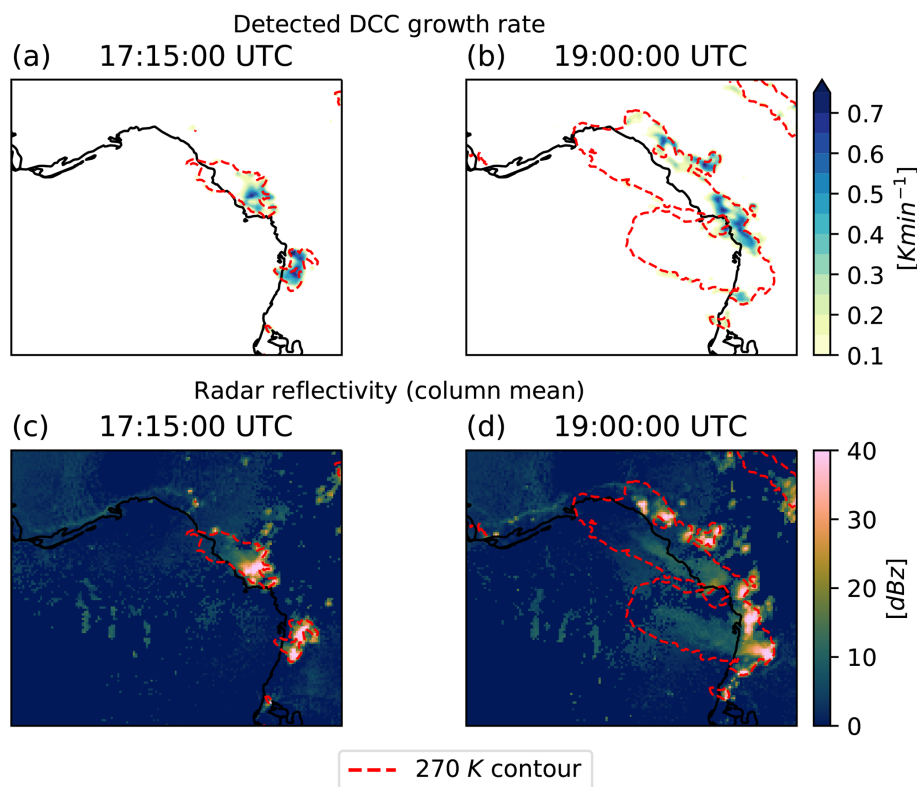 Detected DCC growth rate
(a) 17:15:00 UTC
(b) 19:00:00 UTC
0.7
0.6
0.5
0.4
0.3
0.2
0.1
[Kmin⁻¹]
Radar reflectivity (column mean)
(c) 17:15:00 UTC
(d) 19:00:00 UTC
40
30
20
10
0
[dBz]
270 K contour